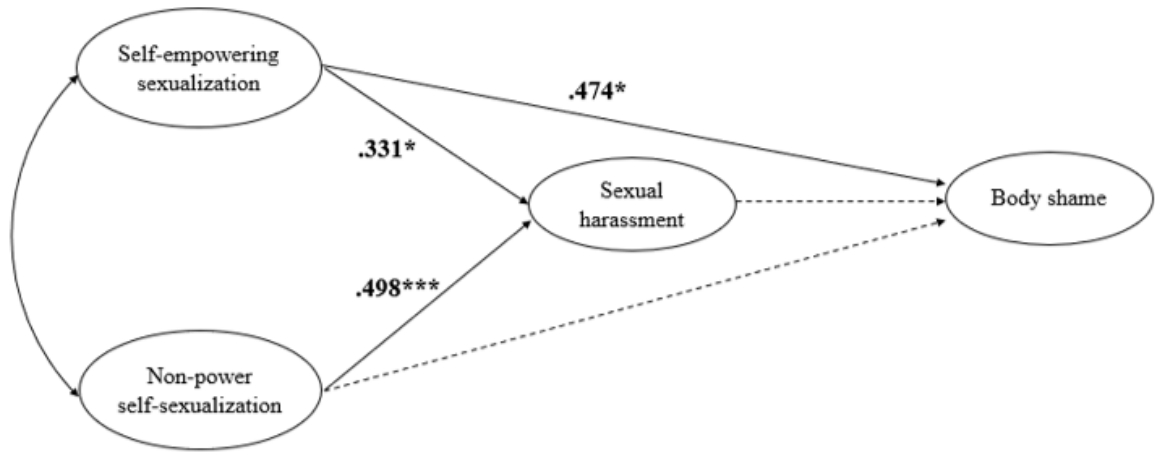 Self-empowering
sexualization
.474*
.331*
Sexual
harassment
Body shame
.498***
Non-power
self-sexualization